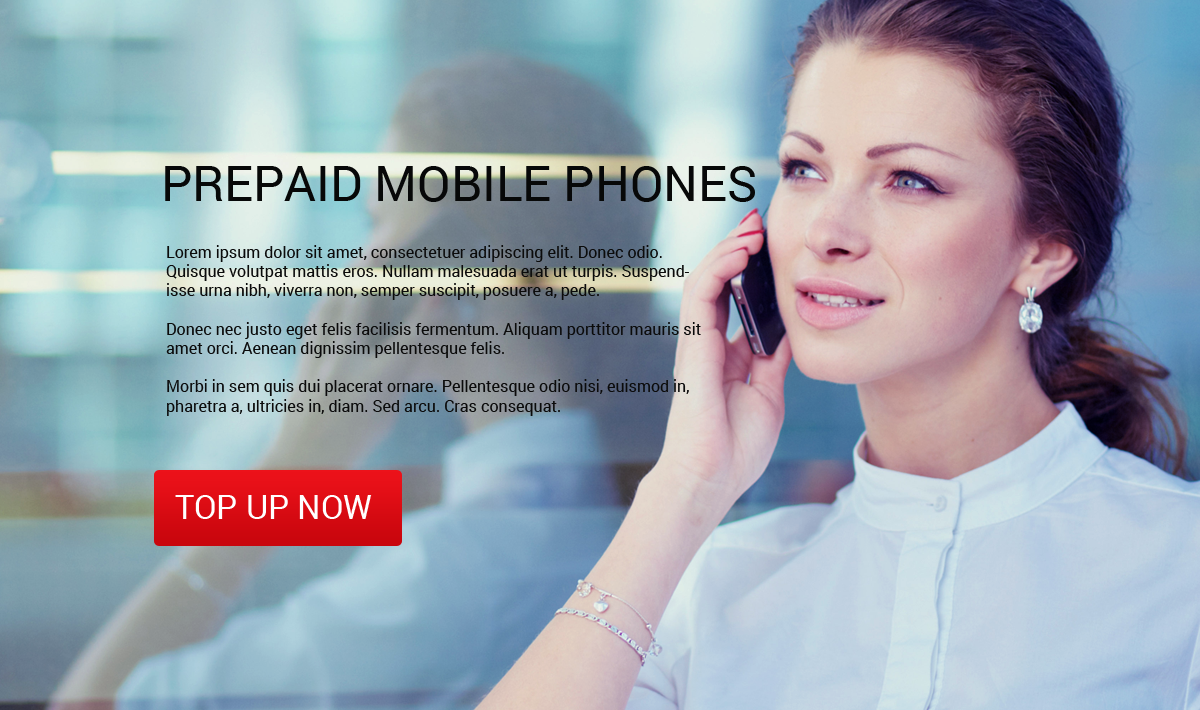 PREPAID MOBILE PHONES
Lorem ipsum dolor sit amet, consectetuer adipiscing elit. Donec odio.
Quisque volutpat mattis eros. Nullam malesuada erat ut turpis. Suspend-
isse urna nibh, viverra non, semper suscipit, posuere a, pede.
Donec nec justo eget felis facilisis fermentum. Aliquam porttitor mauris sit
amet orci. Aenean dignissim pellentesque felis.
Morbi in sem quis dui placerat ornare. Pellentesque odio nisi, euismod in,
pharetra a, ultricies in, diam. Sed arcu. Cras consequat.
TOP UP NOW